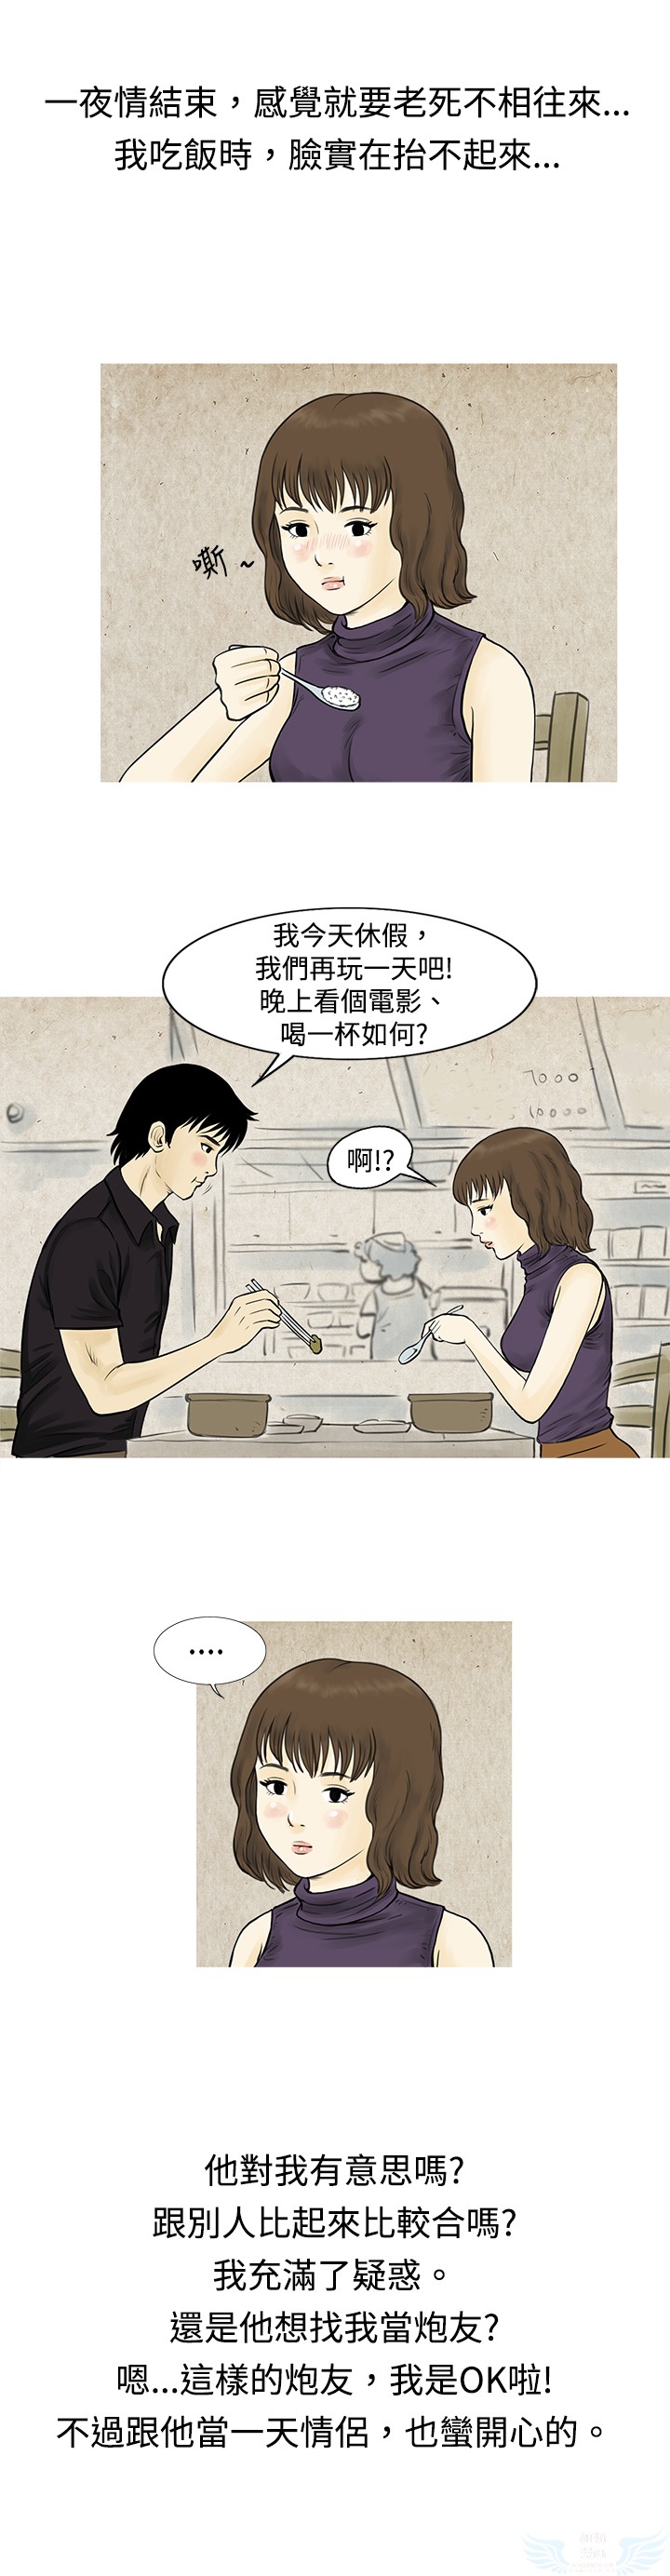 一夜情結束，感覺就要老死不相往來...
我吃飯時，臉實在抬不起來...
嘶~
我今天休假，
我們再玩一天吧!
晚上看個電影、
喝一杯如何?
7000
10000
啊!?
....
他對我有意思嗎?
跟別人比起來比較合嗎?
我充滿了疑惑。
還是他想找我當炮友?
嗯...這樣的炮友，我是OK啦!
不過跟他當一天情侶，也蠻開心的。